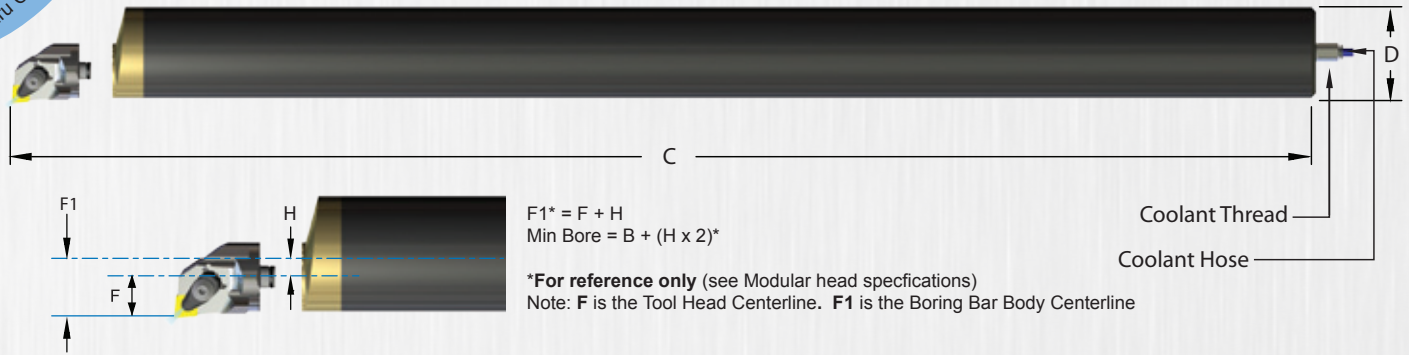 D
C
F1
H
F
F1* = F + H
Min Bore = B + (H x 2)*
*For reference only (see Modular head specfications)
Note: F is the Tool Head Centerline. F1 is the Boring Bar Body Centerline
Coolant Thread
Coolant Hose